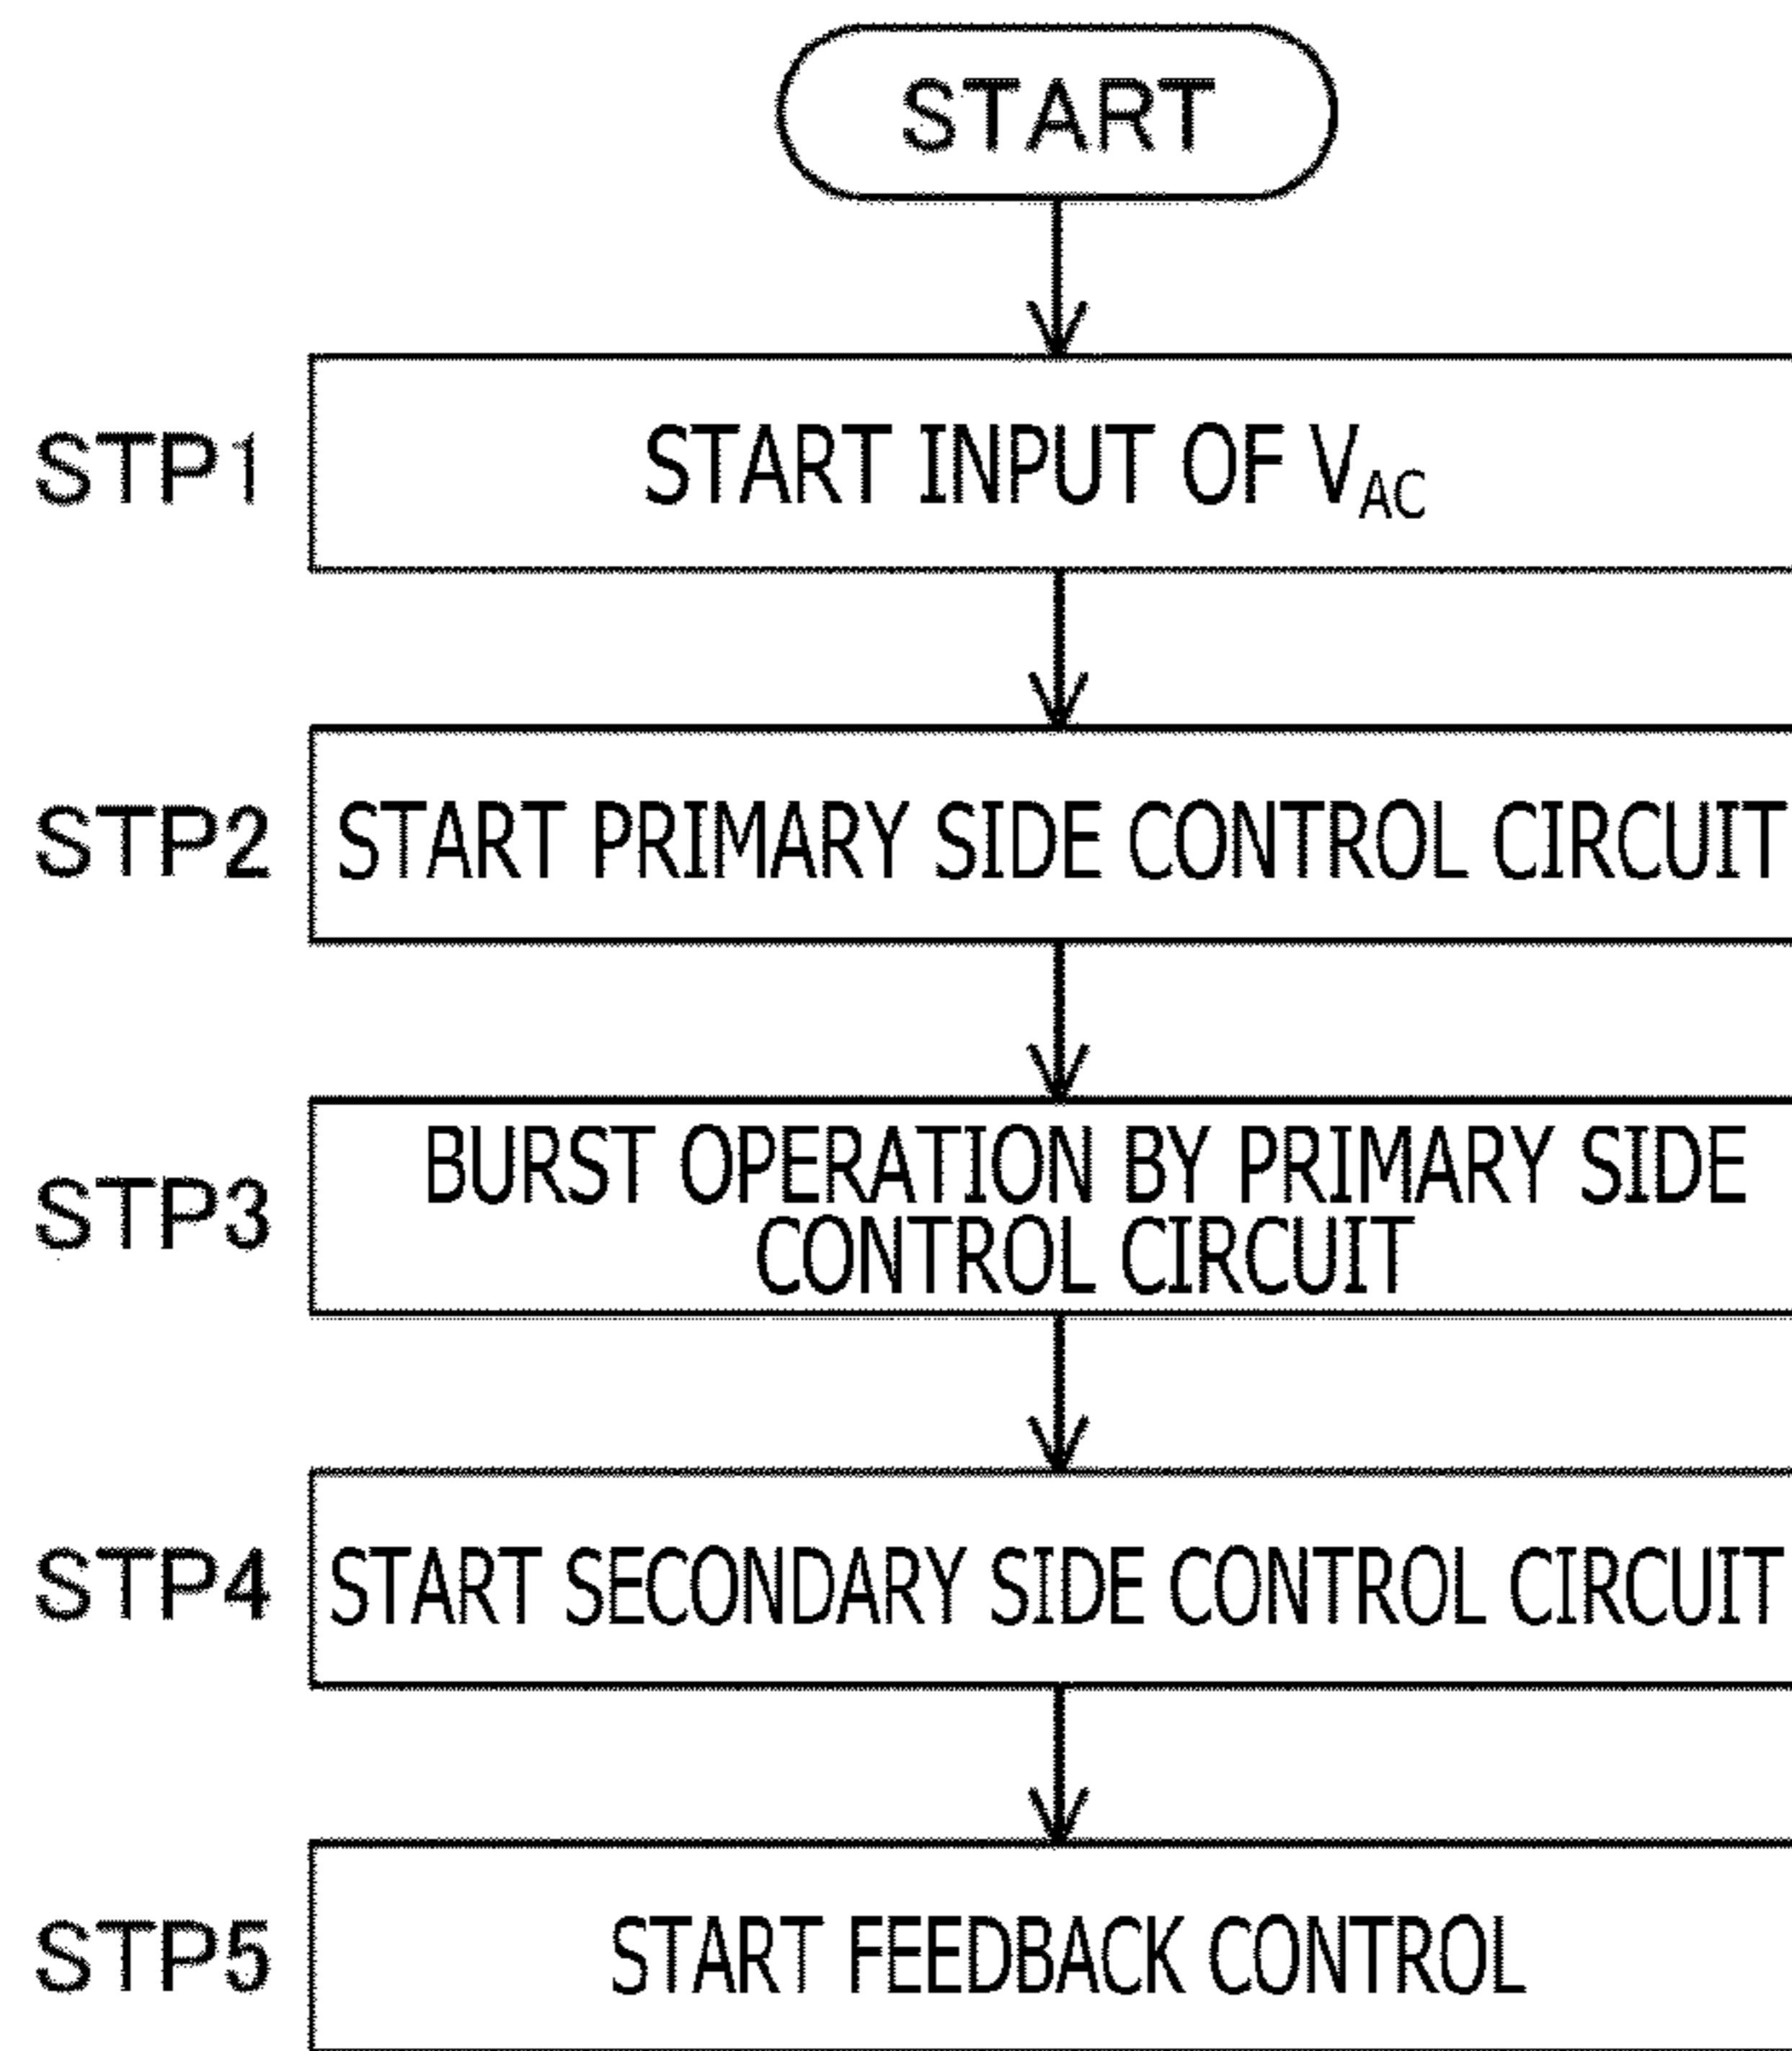 START
STP1
START INPUT OF V_AC
STP2
START PRIMARY SIDE CONTROL CIRCUIT
STP3
BURST OPERATION BY PRIMARY SIDE
CONTROL CIRCUIT
STP4
START SECONDARY SIDE CONTROL CIRCUIT
STP5
START FEEDBACK CONTROL